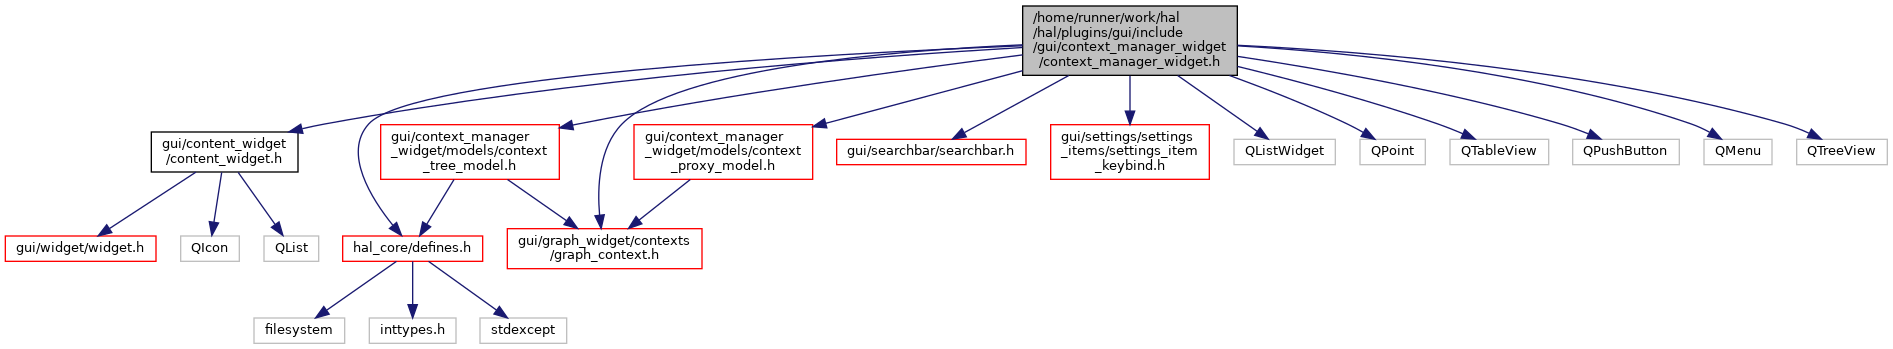 /home/runner/work/hal
/hal/plugins/gui/include
/gui/context_manager_widget
/context_manager_widget.h
gui/content_widget
/content_widget.h
gui/context_manager
_widget/models/context
_tree_model.h
gui/context_manager
_widget/models/context
_proxy_model.h
gui/searchbar/searchbar.h
gui/settings/settings
_items/settings_item
_keybind.h
QListWidget
QPoint
QTableView
QPushButton
QMenu
QTreeView
gui/widget/widget.h
QIcon
QList
hal_core/defines.h
gui/graph_widget/contexts
/graph_context.h
filesystem
inttypes.h
stdexcept